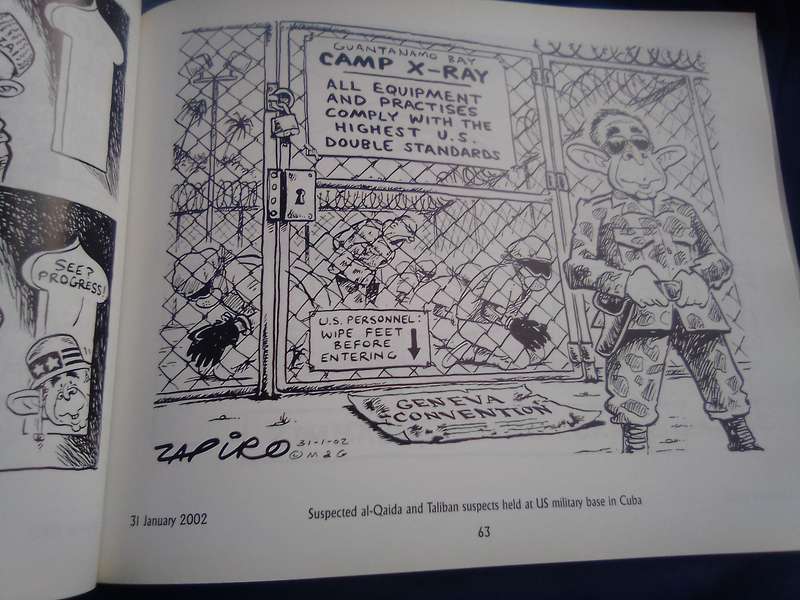 SEE?
PROGRESS!
GUANTANAMO BAY
CAMP X-RAY
ALL EQUIPMENT
AND PRACTISES
COMPLY WITH THE
HIGHEST U.S.
DOUBLE STANDARDS
U.S. PERSONNEL:
WIPE FEET
BEFORE
ENTERING
GENEVA
CONVENTION
ZAPIRO 31-1-02
© M & G
31 January 2002
Suspected al-Qaida and Taliban suspects held at US military base in Cuba
63